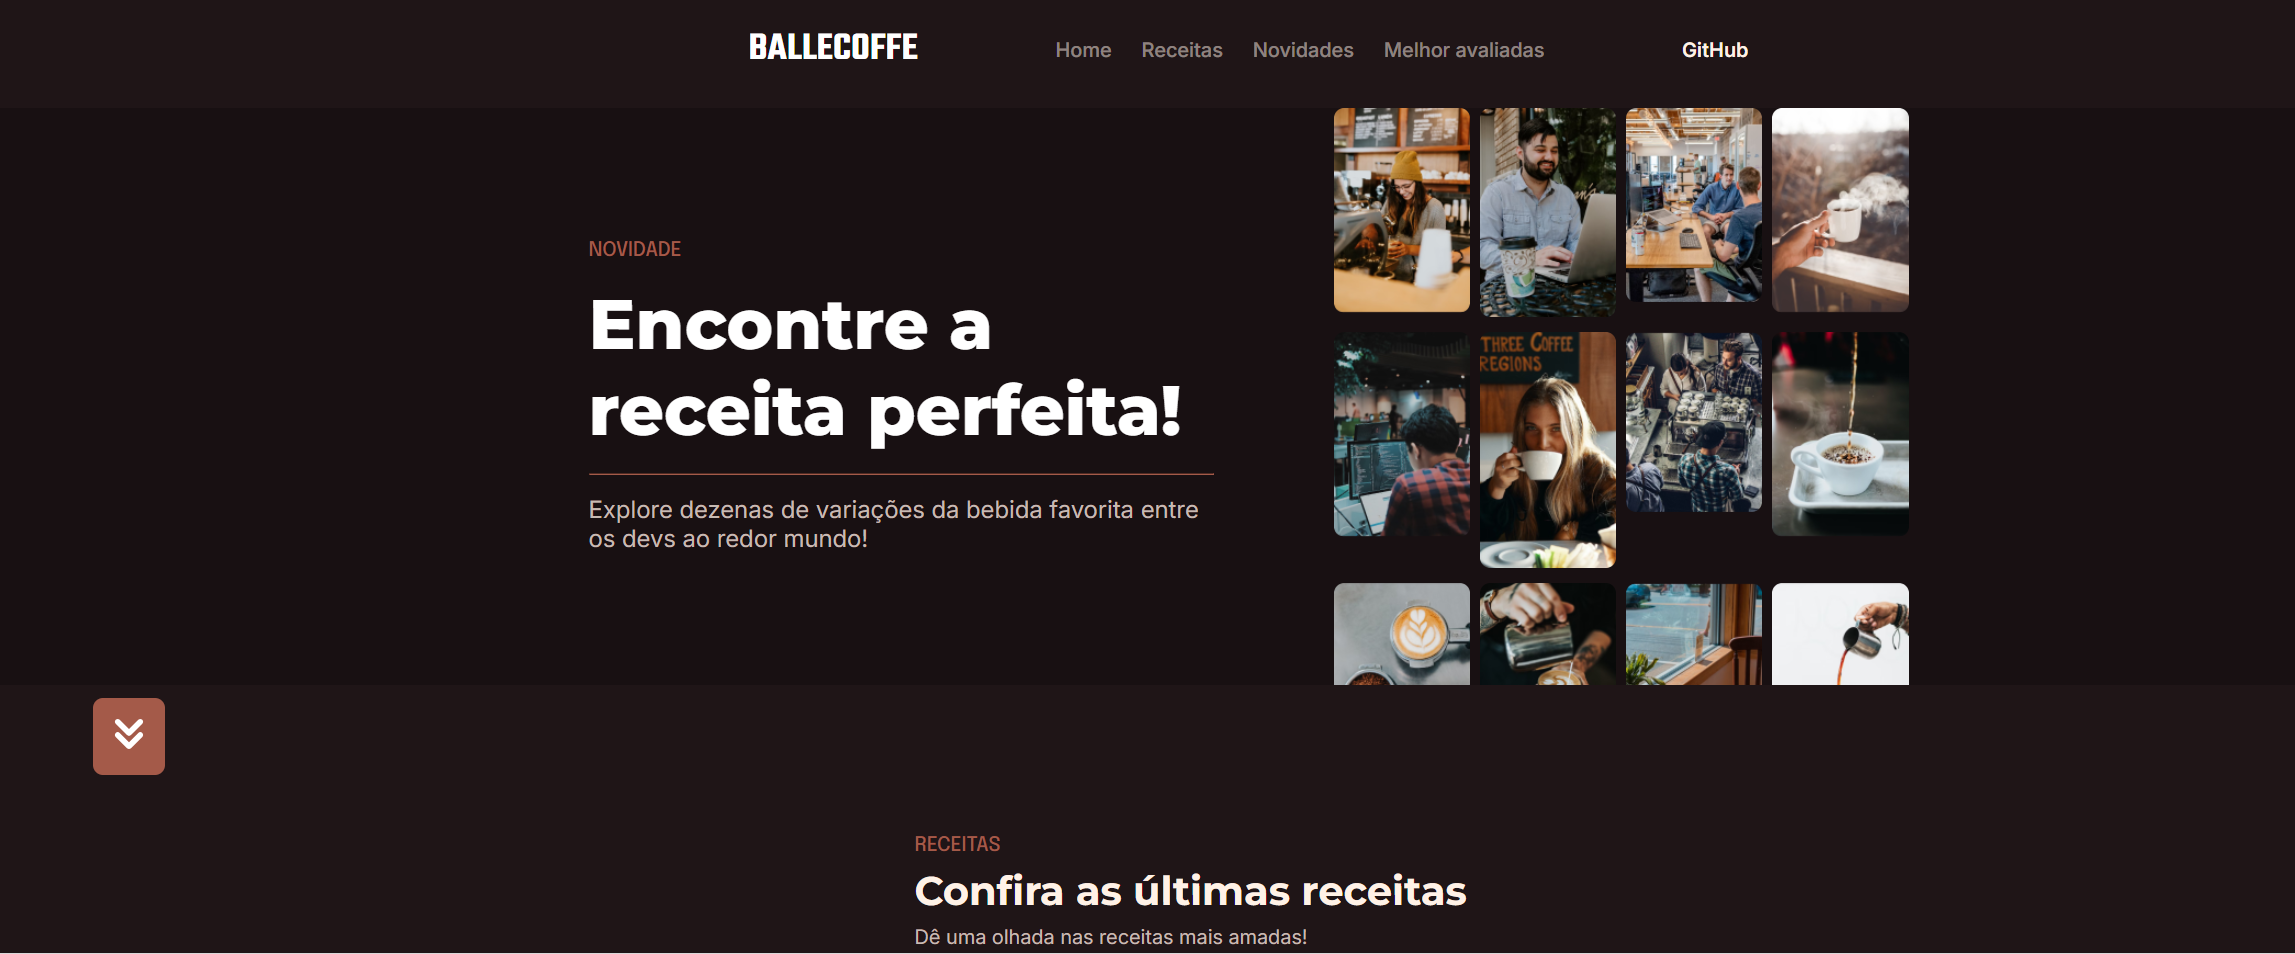 BALLECOFFE
Home Receitas Novidades Melhor avaliadas
GitHub
NOVIDADE
Encontre a
receita perfeita!
Explore dezenas de variações da bebida favorita entre
os devs ao redor mundo!
THREE COFFEE
REGIONS
RECEITAS
Confira as últimas receitas
Dê uma olhada nas receitas mais amadas!